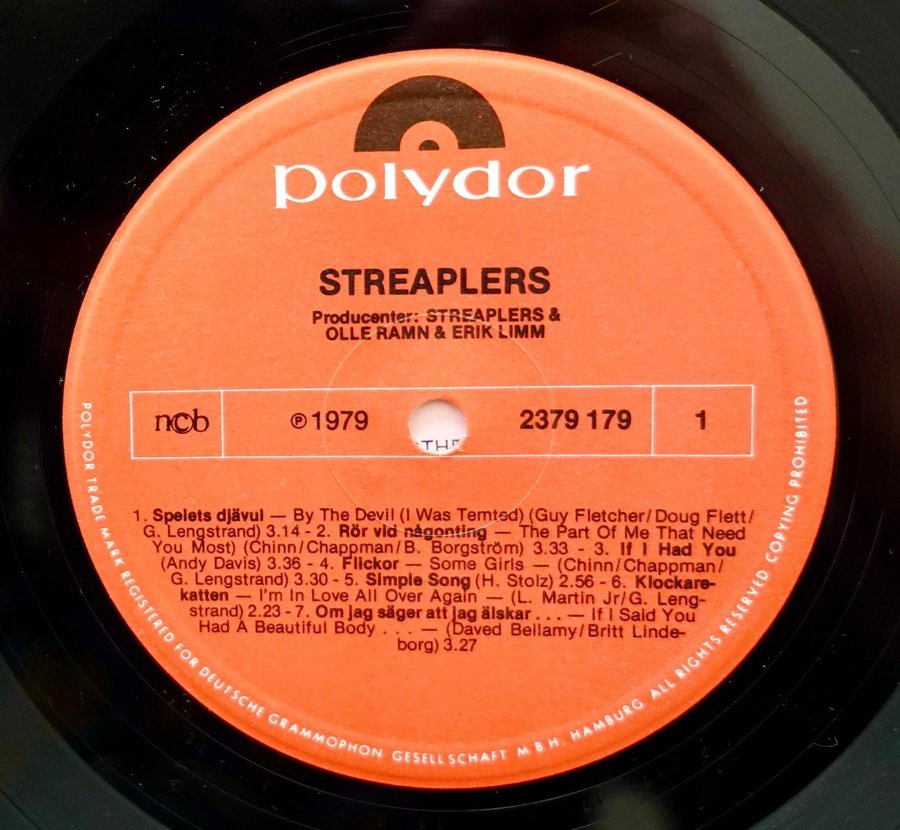 polydor
STREAPLERS
Producenter: STREAPLERS &
OLLE RAMN & ERIK LIMM
ncb
℗ 1979
2379 179
1
THE
1. Spelets djävul — By The Devil (I Was Temted) (Guy Fletcher/Doug Flett/
G. Lengstrand) 3.14 - 2. Rör vid någonting — The Part Of Me That Need
You Most) (Chinn/Chappman/B. Borgström) 3.33 - 3. If I Had You
(Andy Davis) 3.36 - 4. Flickor — Some Girls — (Chinn/Chappman/
G. Lengstrand) 3.30 - 5. Simple Song (H. Stolz) 2.56 - 6. Klockare-
katten — I'm In Love All Over Again — (L. Martin Jr/G. Leng-
strand) 2.23 - 7. Om jag säger att jag älskar . . . — If I Said You
Had A Beautiful Body . . . — (Daved Bellamy/Britt Linde-
borg) 3.27
POLYDOR TRADE MARK REGISTERED FOR DEUTSCHE GRAMMOPHON GESELLSCHAFT M B H. HAMBURG ALL RIGHTS RESERVED COPYING PROHIBITED